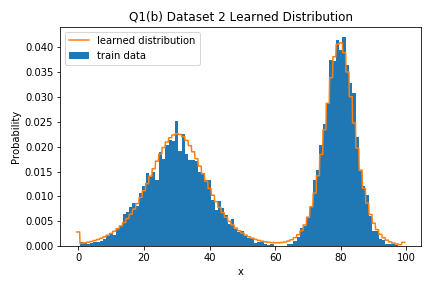 Q1(b) Dataset 2 Learned Distribution
learned distribution
train data
Probability
0.040
0.035
0.030
0.025
0.020
0.015
0.010
0.005
0.000
0 20 40 60 80 100
x